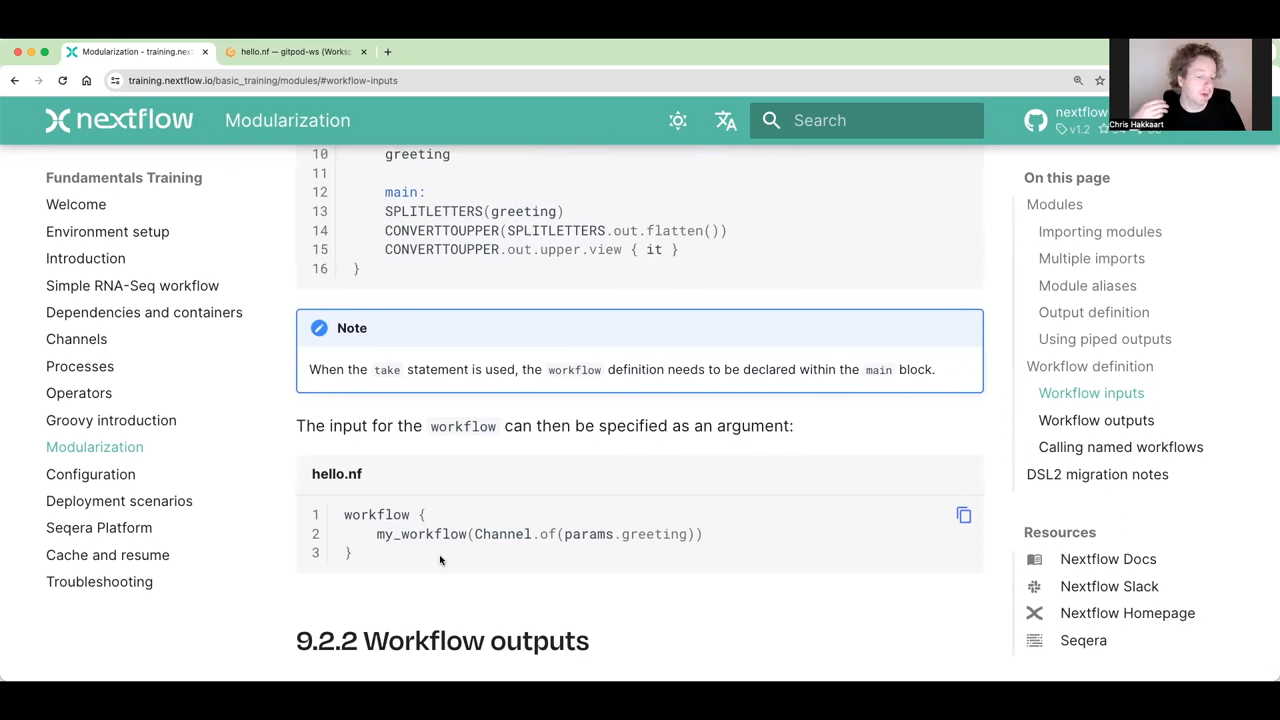 Modularization - training.nex
hello.nf — gitpod-ws (Worksp
training.nextflow.io/basic_training/modules/#workflow-inputs
nextflow
Modularization
Search
nextflow
v1.2
Chris Hakkaart
Fundamentals Training
Welcome
Environment setup
Introduction
Simple RNA-Seq workflow
Dependencies and containers
Channels
Processes
Operators
Groovy introduction
Modularization
Configuration
Deployment scenarios
Seqera Platform
Cache and resume
Troubleshooting
10 greeting
11
12 main:
13 SPLITLETTERS(greeting)
14 CONVERTTOUPPER(SPLITLETTERS.out.flatten())
15 CONVERTTOUPPER.out.upper.view { it }
16 }
Note
When the take statement is used, the workflow definition needs to be declared within the main block.
The input for the workflow can then be specified as an argument:
hello.nf
1 workflow {
2 my_workflow(Channel.of(params.greeting))
3 }
9.2.2 Workflow outputs
On this page
Modules
Importing modules
Multiple imports
Module aliases
Output definition
Using piped outputs
Workflow definition
Workflow inputs
Workflow outputs
Calling named workflows
DSL2 migration notes
Resources
Nextflow Docs
Nextflow Slack
Nextflow Homepage
Seqera